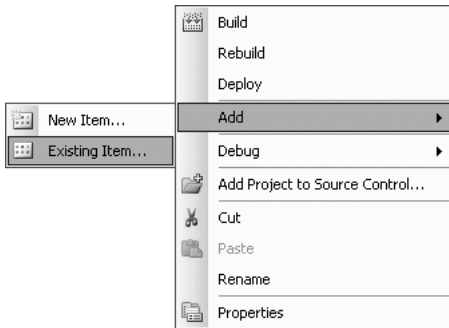 Build
Rebuild
Deploy
Add
New Item...
Existing Item...
Debug
Add Project to Source Control...
Cut
Paste
Rename
Properties